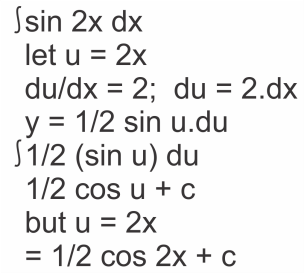 ∫sin 2x dx
let u = 2x
du/dx = 2; du = 2.dx
y = 1/2 sin u.du
∫1/2 (sin u) du
1/2 cos u + c
but u = 2x
= 1/2 cos 2x + c